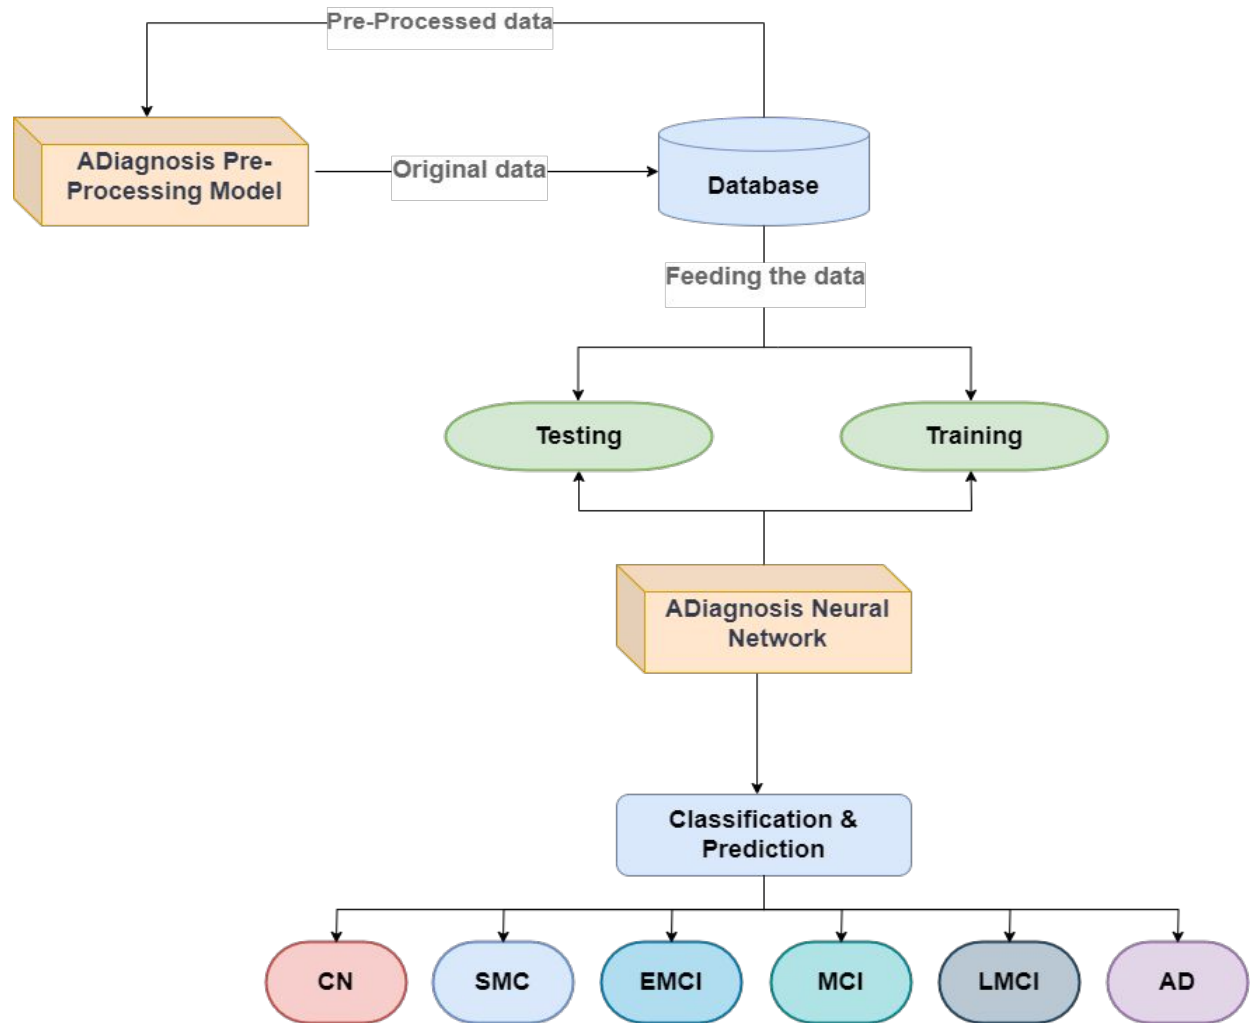 Pre-Processed data
ADiagnosis Pre-
Processing Model
Original data
Database
Feeding the data
Testing
Training
ADiagnosis Neural
Network
Classification &
Prediction
CN
SMC
EMCI
MCI
LMCI
AD